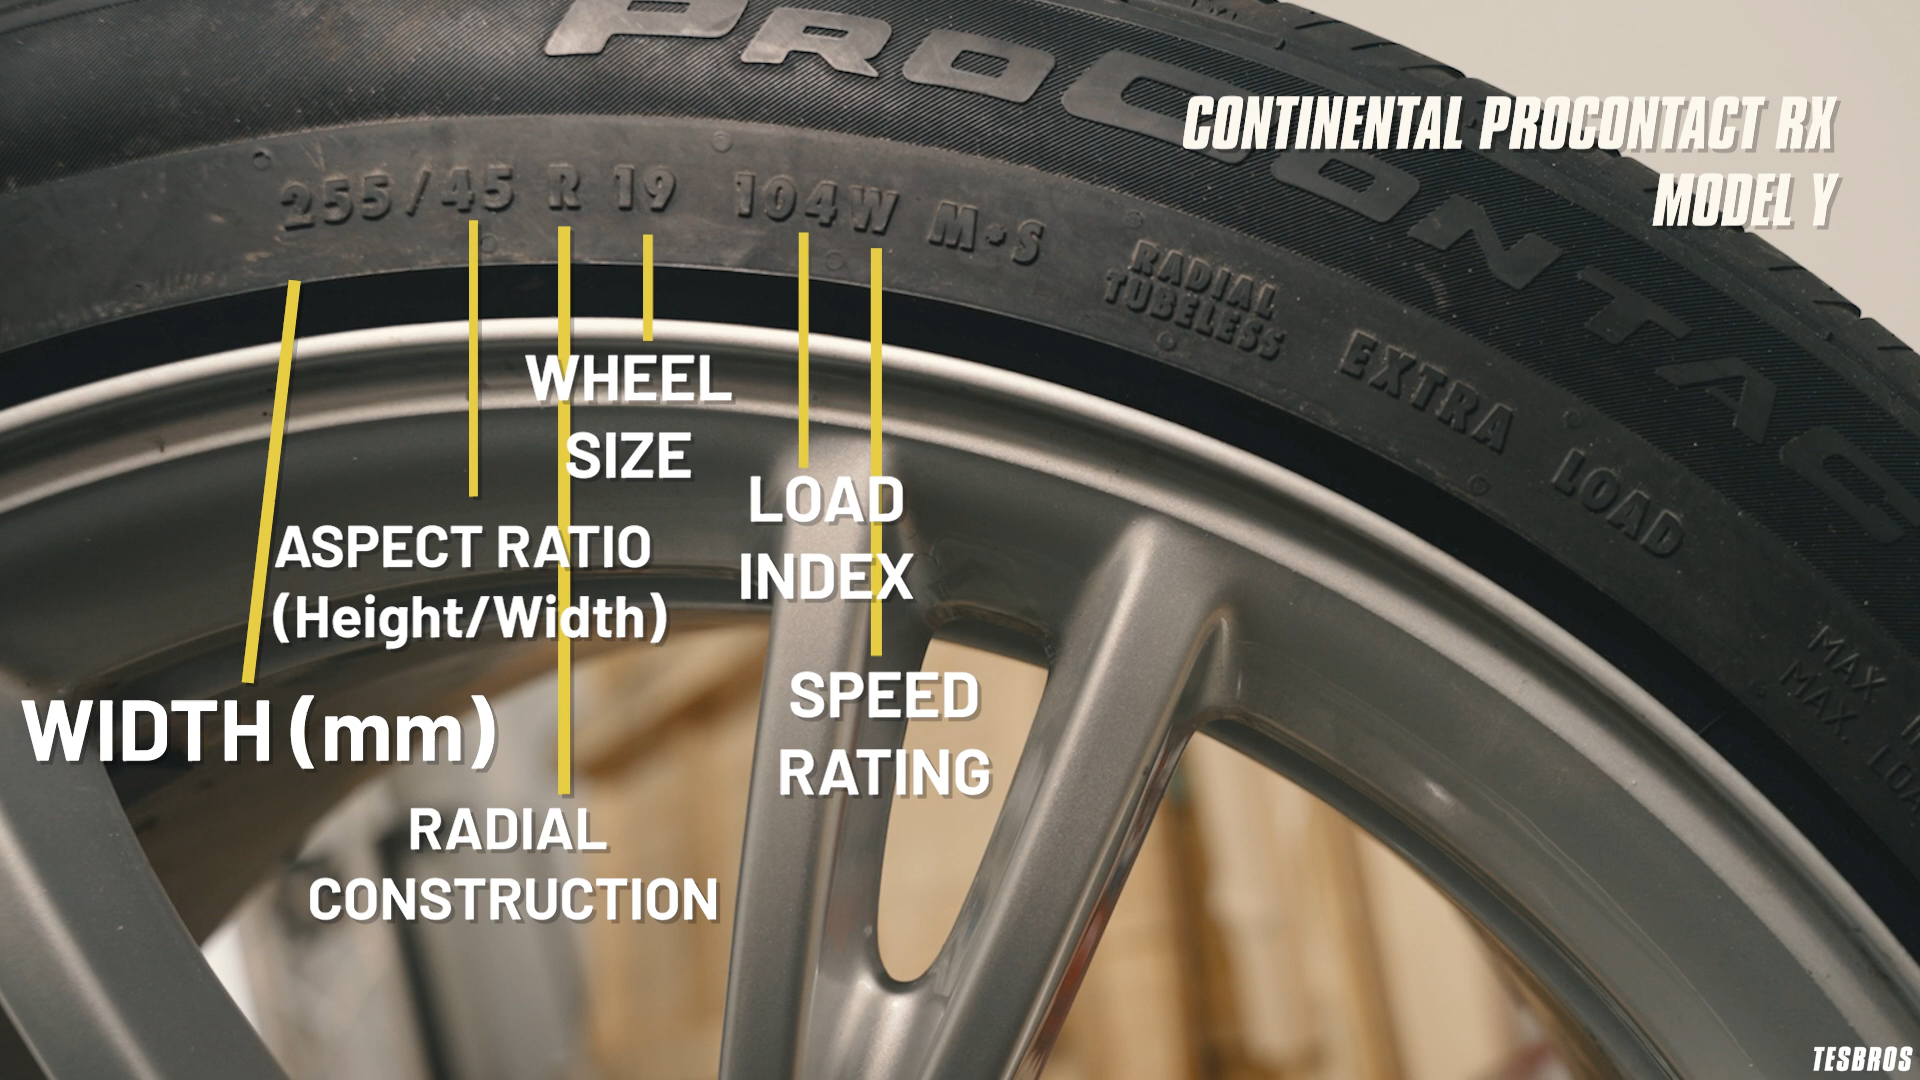 PROCONTAC
CONTINENTAL PROCONTACT RX
MODEL Y
255/45 R 19 104W M+S
RADIAL
TUBELESS
EXTRA LOAD
WHEEL
SIZE
LOAD
INDEX
ASPECT RATIO
(Height/Width)
SPEED
RATING
WIDTH (mm)
RADIAL
CONSTRUCTION
MAX
MAX.
TESBROS